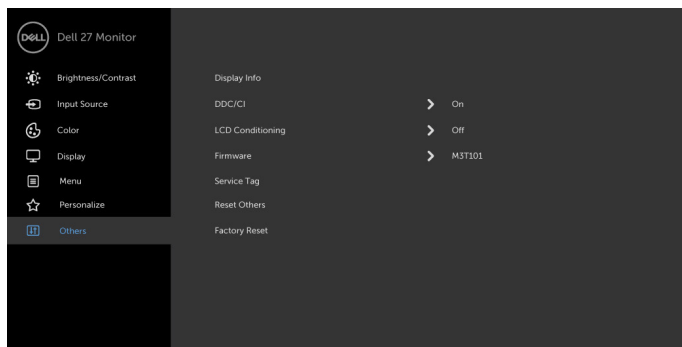 DELL Dell 27 Monitor
Brightness/Contrast Display Info
Input Source DDC/CI On
Color LCD Conditioning Off
Display Firmware M3T101
Menu Service Tag
Personalize Reset Others
Others Factory Reset